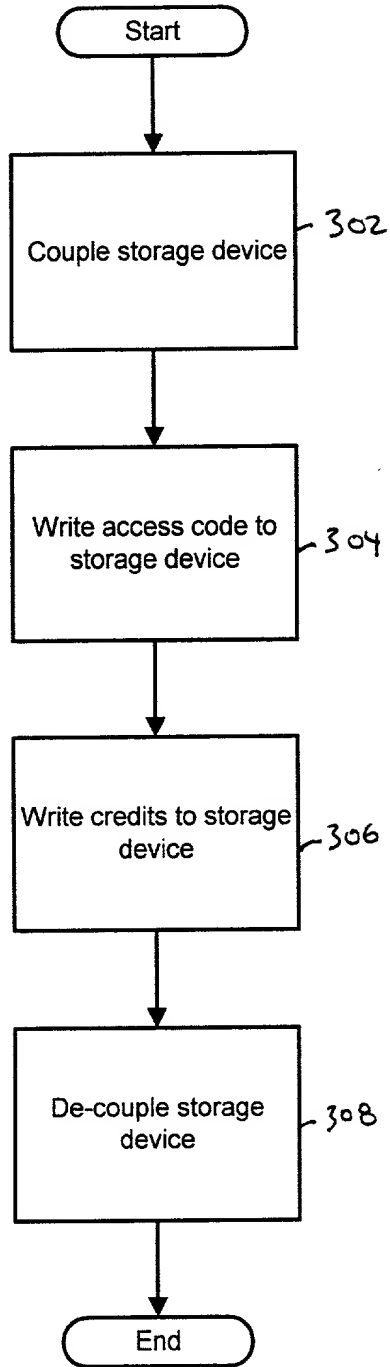 Start
Couple storage device
302
Write access code to
storage device
304
Write credits to storage
device
306
De-couple storage
device
308
End